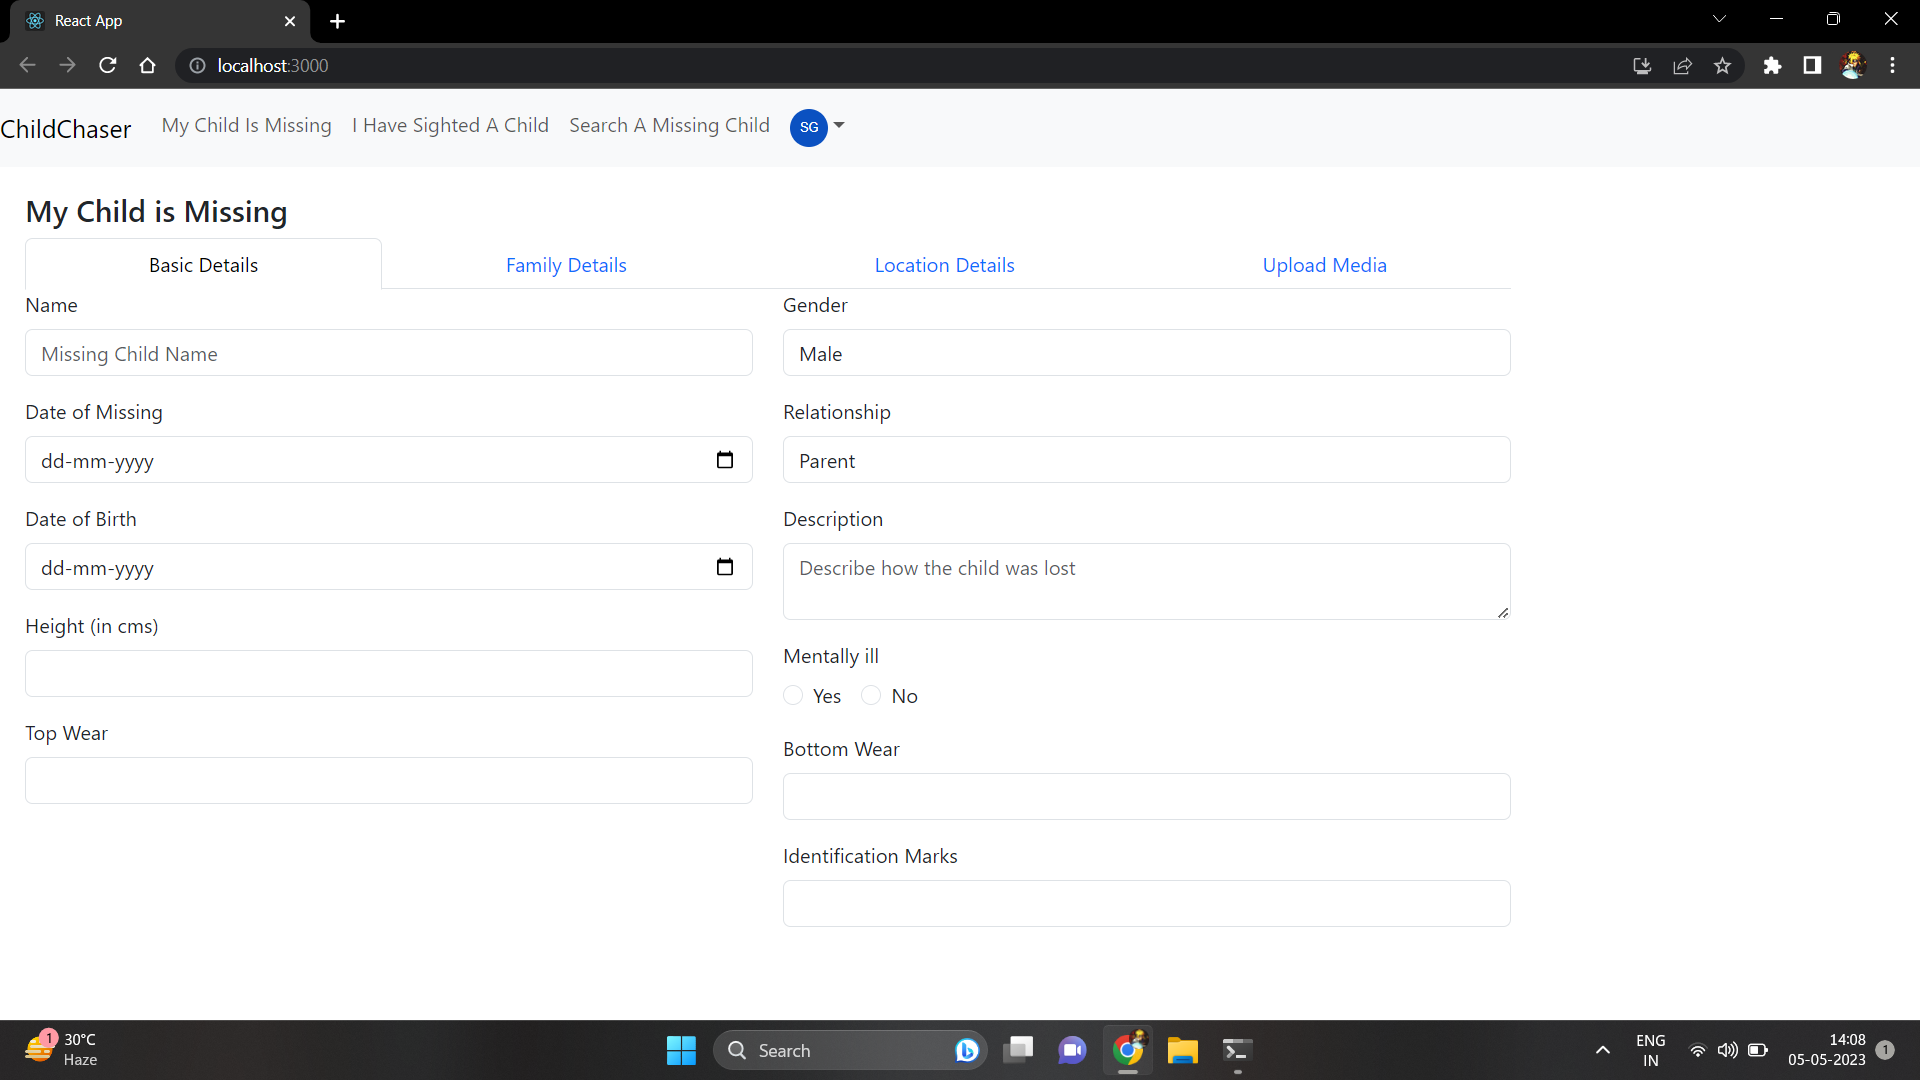 React App
localhost:3000
ChildChaser
My Child Is Missing
I Have Sighted A Child
Search A Missing Child
SG
My Child is Missing
Basic Details
Family Details
Location Details
Upload Media
Name
Missing Child Name
Date of Missing
dd-mm-yyyy
Date of Birth
dd-mm-yyyy
Height (in cms)
Top Wear
Gender
Male
Relationship
Parent
Description
Describe how the child was lost
Mentally ill
Yes
No
Bottom Wear
Identification Marks
1
30°C
Haze
Search
ENG
IN
14:08
05-05-2023
1